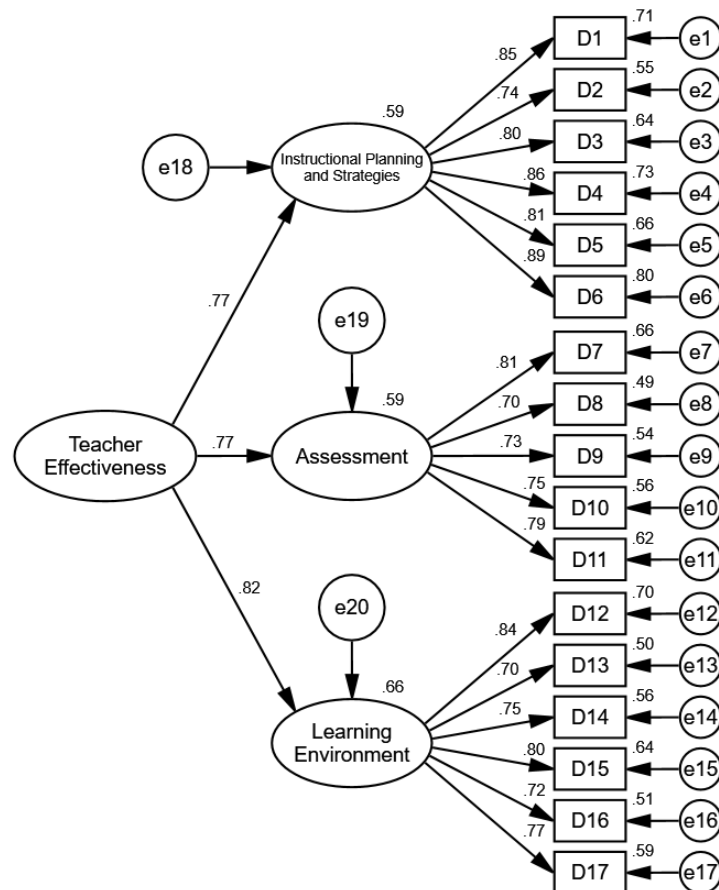 .71
.85
D1
e1
.55
.74
D2
e2
.59
.64
.80
D3
e3
Instructional Planning
and Strategies
e18
.73
.86
D4
e4
.66
.81
D5
e5
.80
.89
D6
e6
.77
e19
.66
.81
D7
e7
.59
.49
.70
D8
e8
Teacher
Effectiveness
.77
Assessment
.54
.73
D9
e9
.56
.75
D10
e10
.62
.79
D11
e11
.82
e20
.70
.84
D12
e12
.50
.70
D13
e13
.66
.56
.75
D14
e14
Learning
Environment
.64
.80
D15
e15
.51
.72
D16
e16
.59
.77
D17
e17